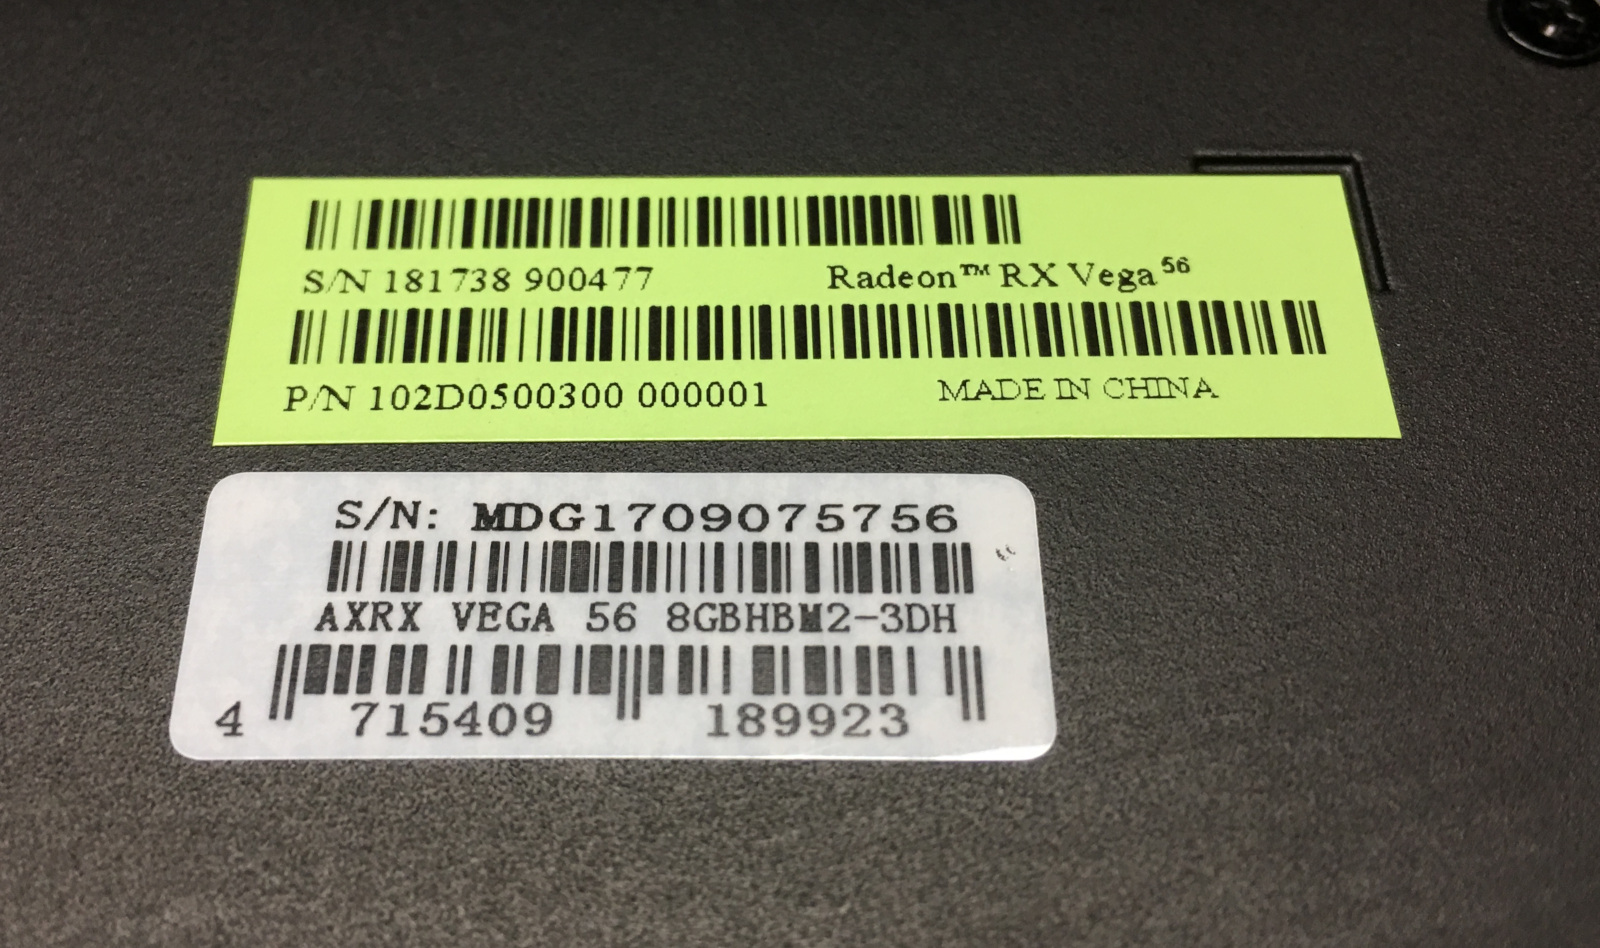 S/N 181738 900477 Radeon™ RX Vega 56
P/N 102D0500300 000001 MADE IN CHINA
S/N: MDG1709075756
AXRX VEGA 56 8GBHBM2-3DH
4 715409 189923